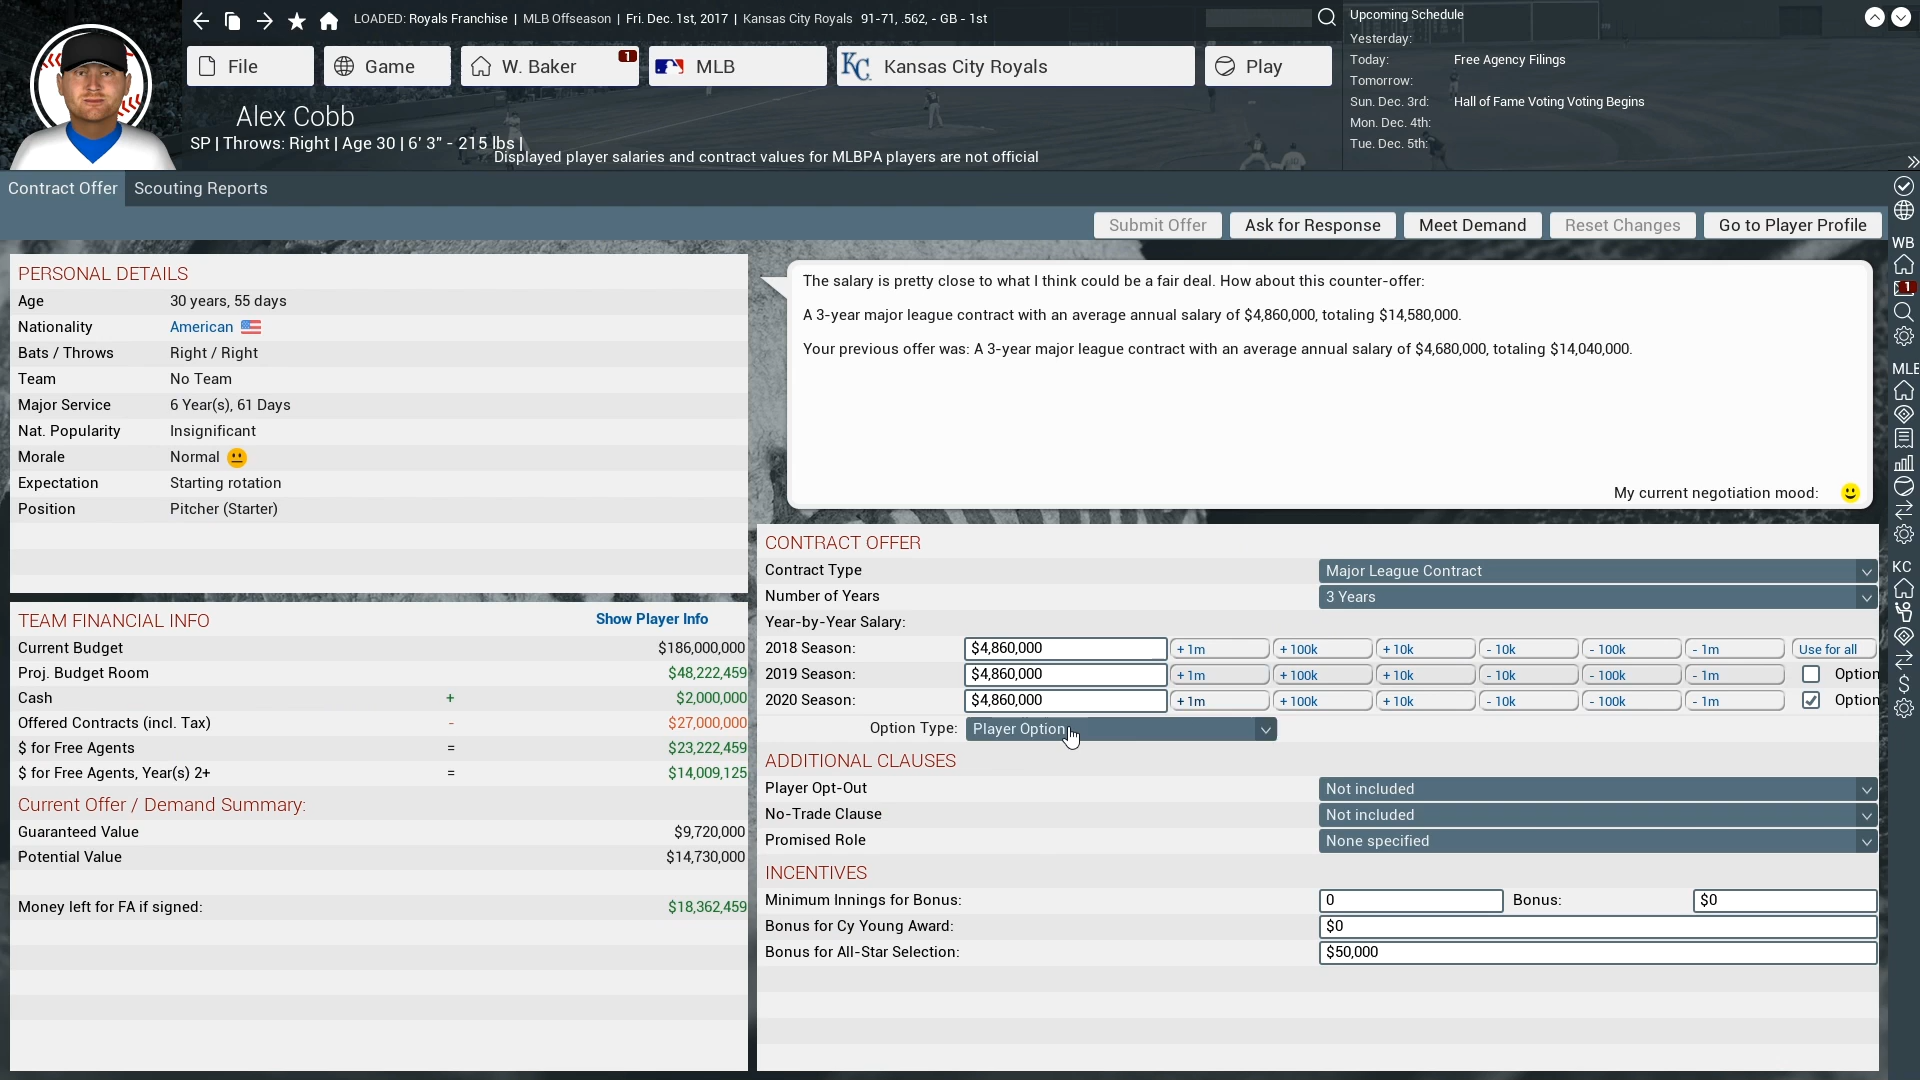 LOADED: Royals Franchise | MLB Offseason | Fri. Dec. 1st, 2017 | Kansas City Royals 91-71, .562, - GB - 1st
File
Game
W. Baker
1
MLB
KC
Kansas City Royals
Play
Upcoming Schedule
Yesterday:
Today: Free Agency Filings
Tomorrow:
Sun. Dec. 3rd: Hall of Fame Voting Voting Begins
Mon. Dec. 4th:
Tue. Dec. 5th:
Alex Cobb
SP | Throws: Right | Age 30 | 6' 3" - 215 lbs |
Displayed player salaries and contract values for MLBPA players are not official
Contract Offer
Scouting Reports
Submit Offer
Ask for Response
Meet Demand
Reset Changes
Go to Player Profile
PERSONAL DETAILS
Age 30 years, 55 days
Nationality American
Bats / Throws Right / Right
Team No Team
Major Service 6 Year(s), 61 Days
Nat. Popularity Insignificant
Morale Normal
Expectation Starting rotation
Position Pitcher (Starter)
The salary is pretty close to what I think could be a fair deal. How about this counter-offer:
A 3-year major league contract with an average annual salary of $4,860,000, totaling $14,580,000.
Your previous offer was: A 3-year major league contract with an average annual salary of $4,680,000, totaling $14,040,000.
My current negotiation mood:
TEAM FINANCIAL INFO Show Player Info
Current Budget $186,000,000
Proj. Budget Room $48,222,459
Cash + $2,000,000
Offered Contracts (incl. Tax) - $27,000,000
$ for Free Agents = $23,222,459
$ for Free Agents, Year(s) 2+ = $14,009,125
Current Offer / Demand Summary:
Guaranteed Value $9,720,000
Potential Value $14,730,000
Money left for FA if signed: $18,362,459
CONTRACT OFFER
Contract Type Major League Contract
Number of Years 3 Years
Year-by-Year Salary:
2018 Season: $4,860,000 + 1m + 100k + 10k - 10k - 100k - 1m Use for all
2019 Season: $4,860,000 + 1m + 100k + 10k - 10k - 100k - 1m Option
2020 Season: $4,860,000 + 1m + 100k + 10k - 10k - 100k - 1m Option
Option Type: Player Option
ADDITIONAL CLAUSES
Player Opt-Out Not included
No-Trade Clause Not included
Promised Role None specified
INCENTIVES
Minimum Innings for Bonus: 0 Bonus: $0
Bonus for Cy Young Award: $0
Bonus for All-Star Selection: $50,000
WB
1
MLB
KC